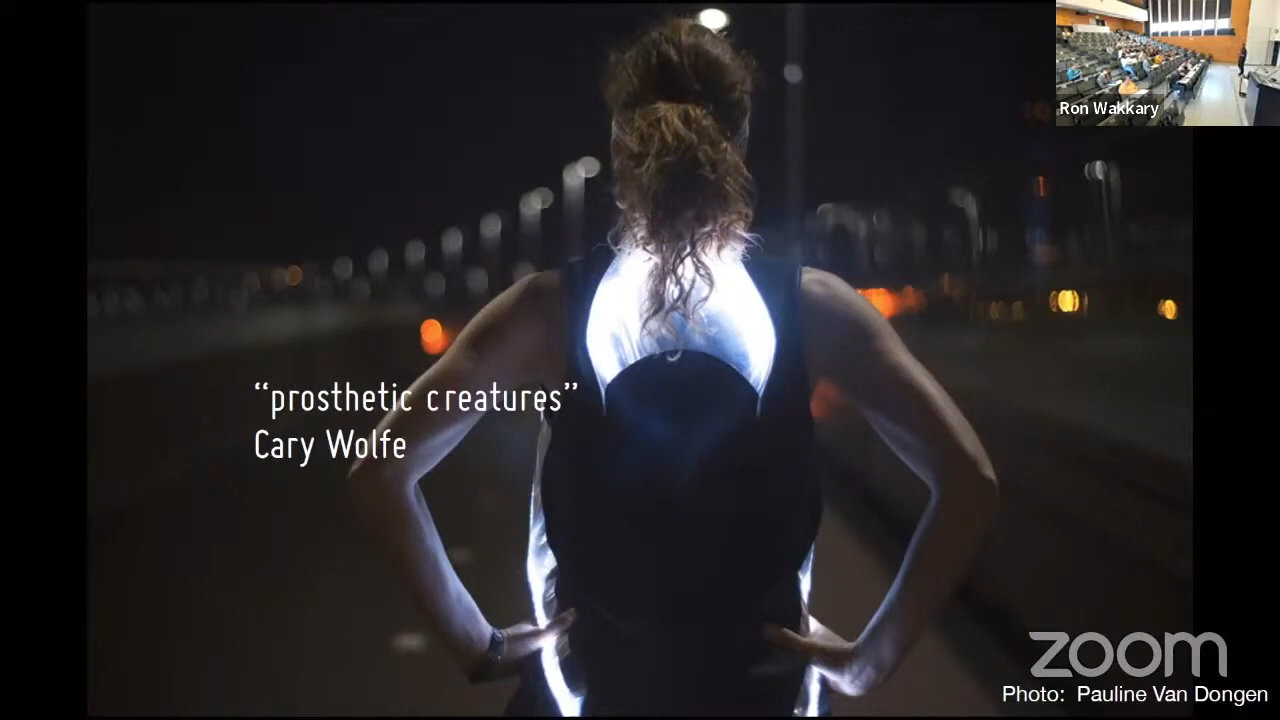 Ron Wakkary
“prosthetic creatures”
Cary Wolfe
zoom
Photo: Pauline Van Dongen